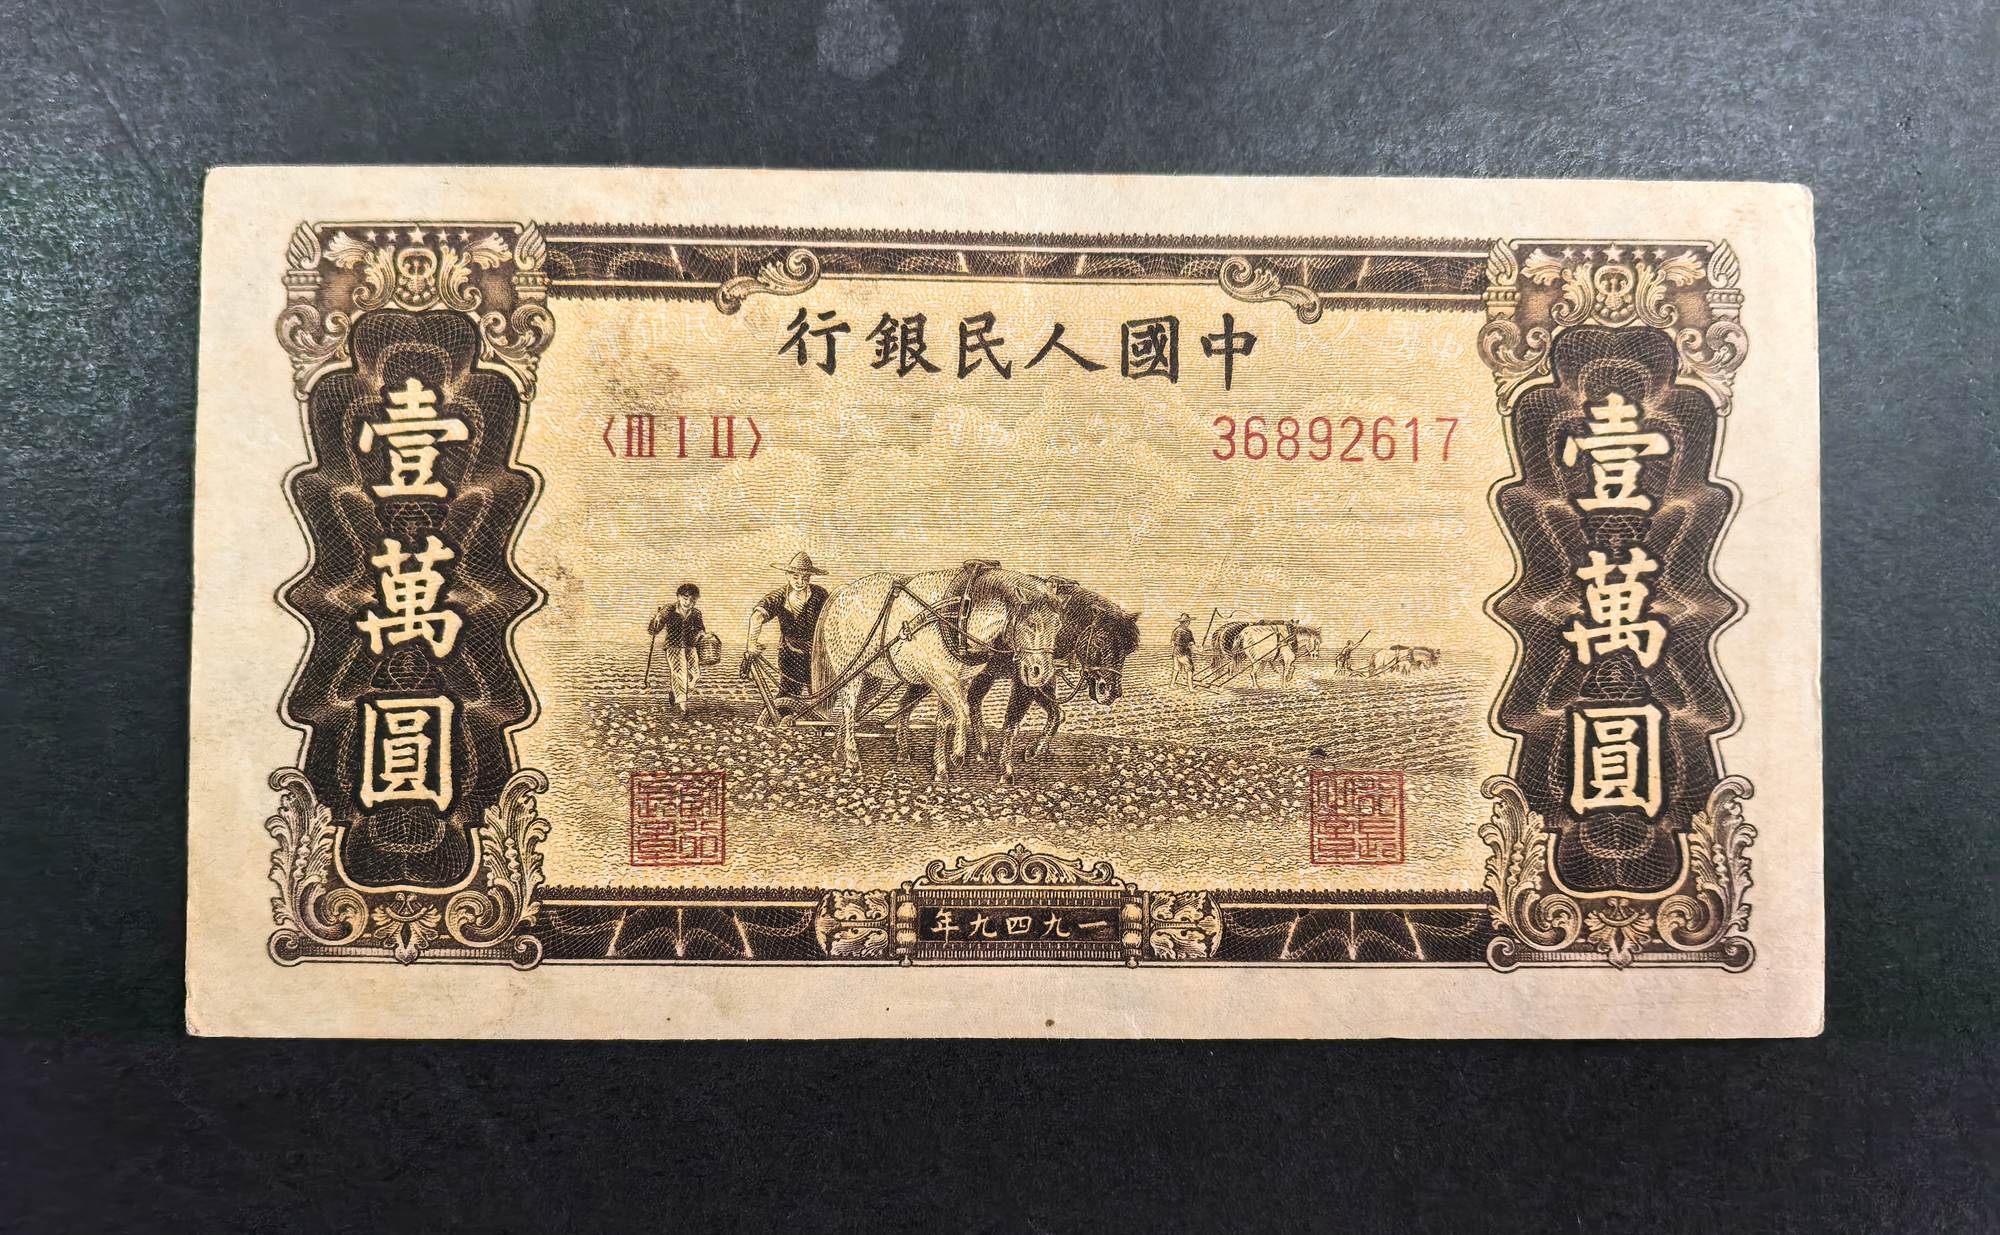 中國人民銀行
〈III I II〉 36892617
壹萬圓
壹萬圓
一九四九年